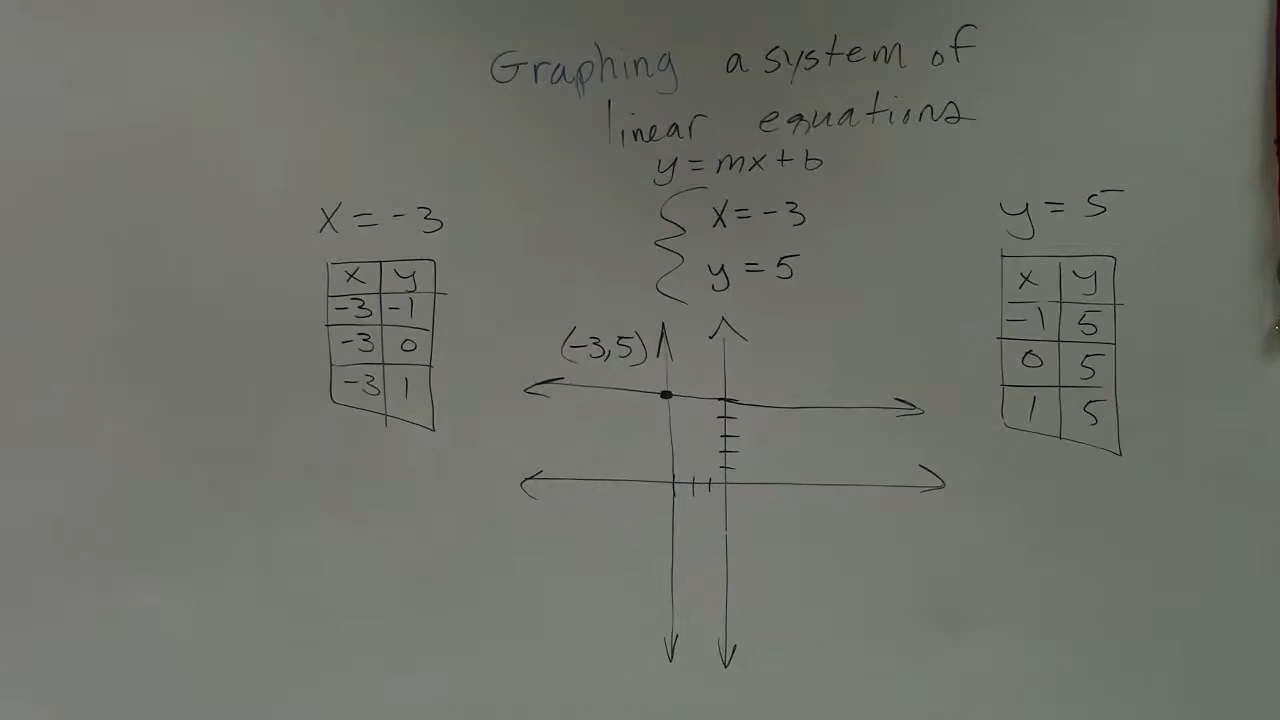 Graphing a system of
linear equations
y = mx + b
x = -3
y = 5
x = -3
x y
-3 -1
-3 0
-3 1
y = 5
x y
-1 5
0 5
1 5
(-3,5)